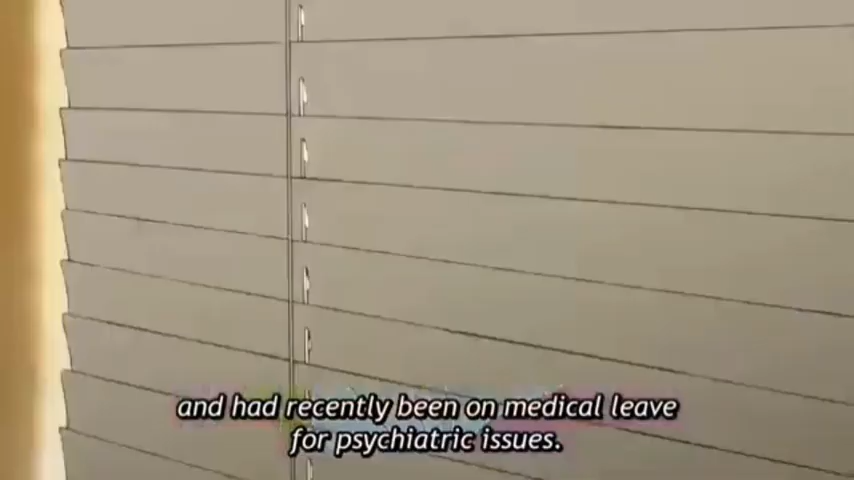 and had recently been on medical leave
for psychiatric issues.